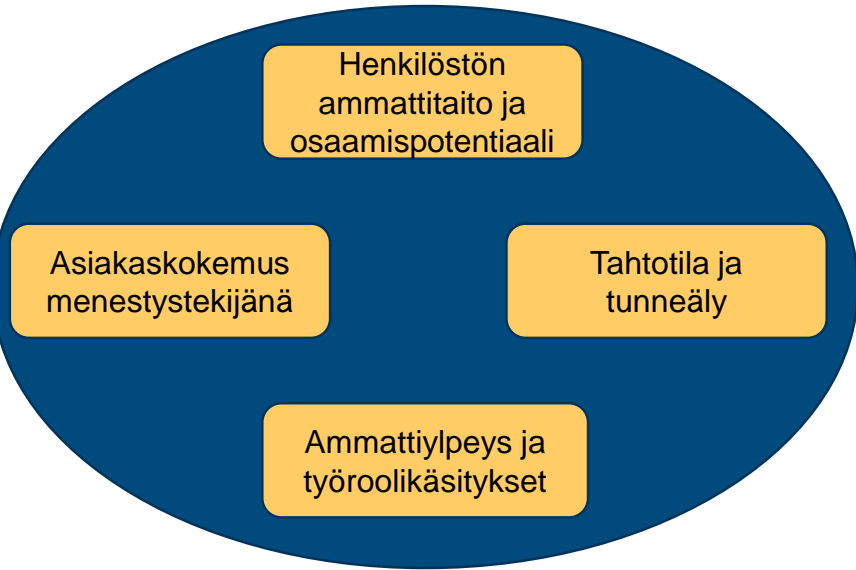 Henkilöstön
ammattitaito ja
osaamispotentiaali
Asiakaskokemus
menestystekijänä
Tahtotila ja
tunneäly
Ammattiylpeys ja
työroolikäsitykset